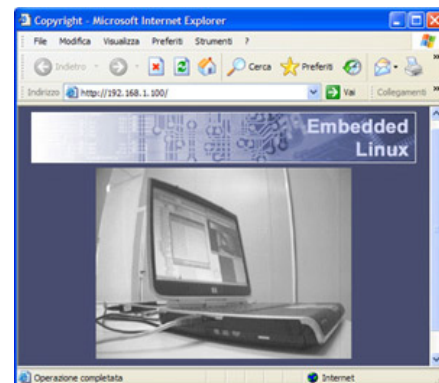 Copyright - Microsoft Internet Explorer
File Modifica Visualizza Preferiti Strumenti ?
Indietro Cerca Preferiti
Indirizzo http://192.168.1.100/ Vai Collegamenti »
Embedded
Linux
Operazione completata Internet